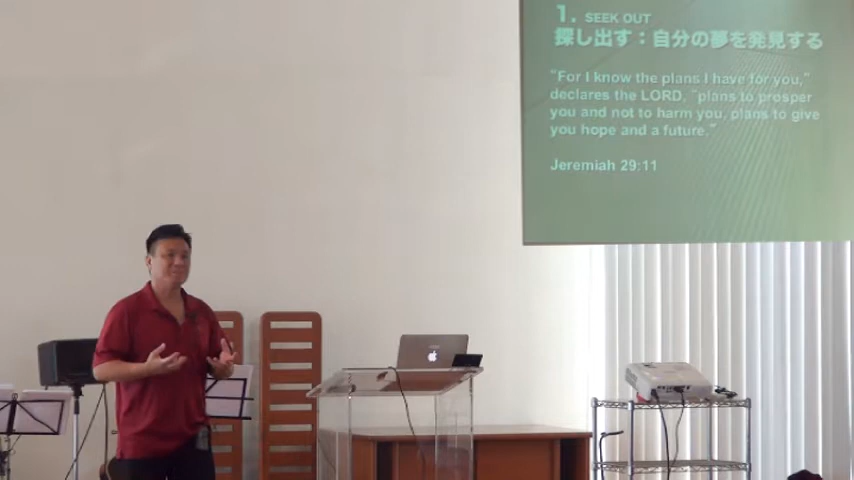 1. SEEK OUT
探し出す：自分の夢を発見する
"For I know the plans I have for you,"
declares the LORD, "plans to prosper
you and not to harm you, plans to give
you hope and a future."
Jeremiah 29:11